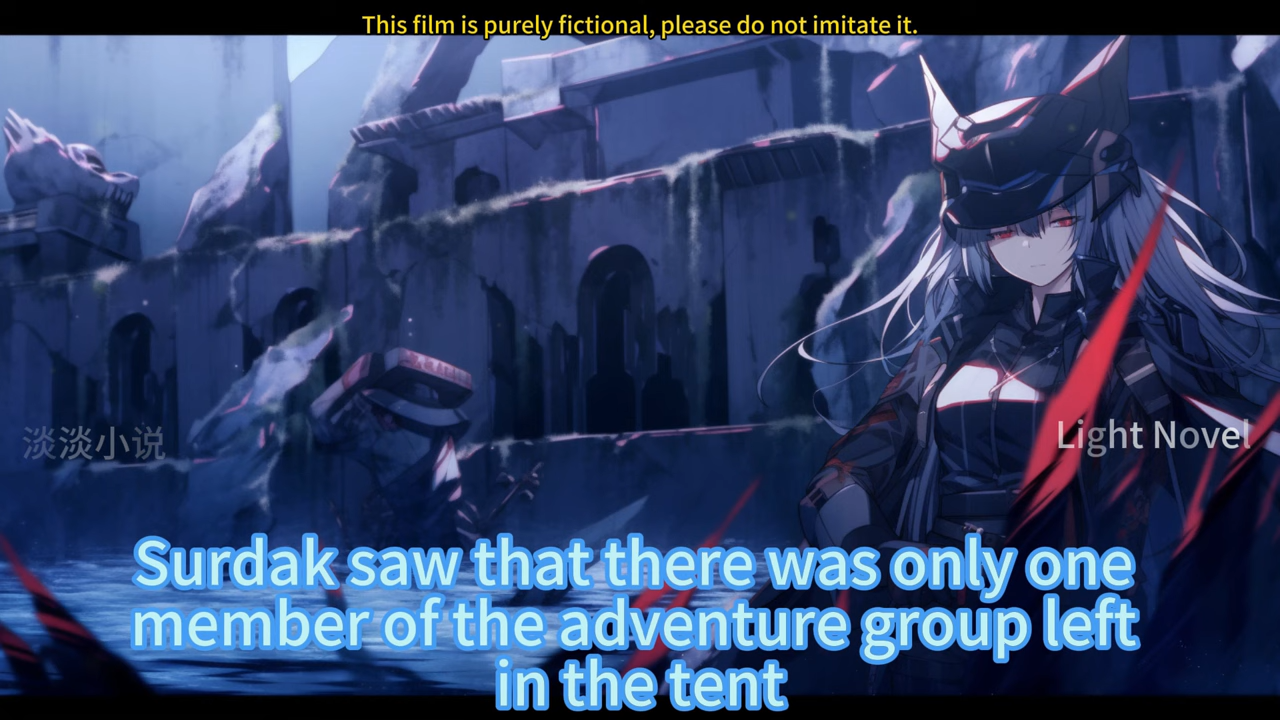 This film is purely fictional, please do not imitate it.
淡淡小说
Light Novel
Surdak saw that there was only one
member of the adventure group left
in the tent